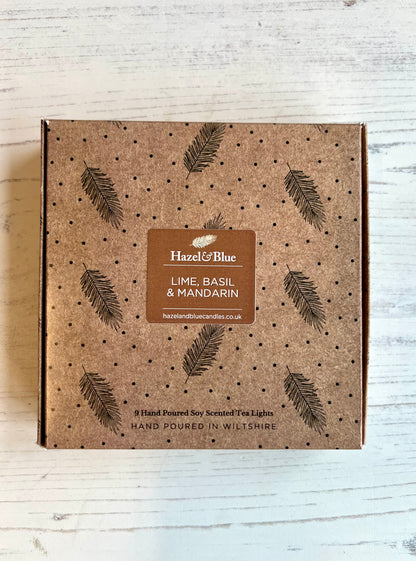 Hazel&Blue
LIME, BASIL
& MANDARIN
hazelandbluecandles.co.uk
9 Hand Poured Soy Scented Tea Lights
HAND POURED IN WILTSHIRE